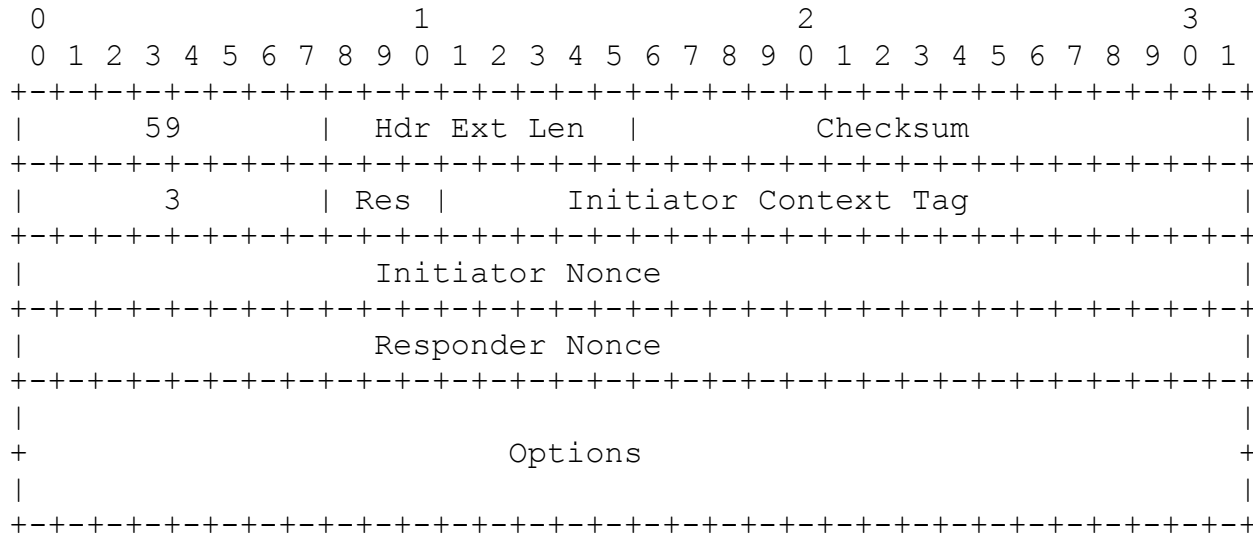 0                   1                   2                   3
 0 1 2 3 4 5 6 7 8 9 0 1 2 3 4 5 6 7 8 9 0 1 2 3 4 5 6 7 8 9 0 1
+-+-+-+-+-+-+-+-+-+-+-+-+-+-+-+-+-+-+-+-+-+-+-+-+-+-+-+-+-+-+-+-+
|       59      |  Hdr Ext Len  |         Checksum              |
+-+-+-+-+-+-+-+-+-+-+-+-+-+-+-+-+-+-+-+-+-+-+-+-+-+-+-+-+-+-+-+-+
|        3      | Res |      Initiator Context Tag              |
+-+-+-+-+-+-+-+-+-+-+-+-+-+-+-+-+-+-+-+-+-+-+-+-+-+-+-+-+-+-+-+-+
|                  Initiator Nonce                              |
+-+-+-+-+-+-+-+-+-+-+-+-+-+-+-+-+-+-+-+-+-+-+-+-+-+-+-+-+-+-+-+-+
|                  Responder Nonce                              |
+-+-+-+-+-+-+-+-+-+-+-+-+-+-+-+-+-+-+-+-+-+-+-+-+-+-+-+-+-+-+-+-+
|                                                               |
+                         Options                               +
|                                                               |
+-+-+-+-+-+-+-+-+-+-+-+-+-+-+-+-+-+-+-+-+-+-+-+-+-+-+-+-+-+-+-+-+